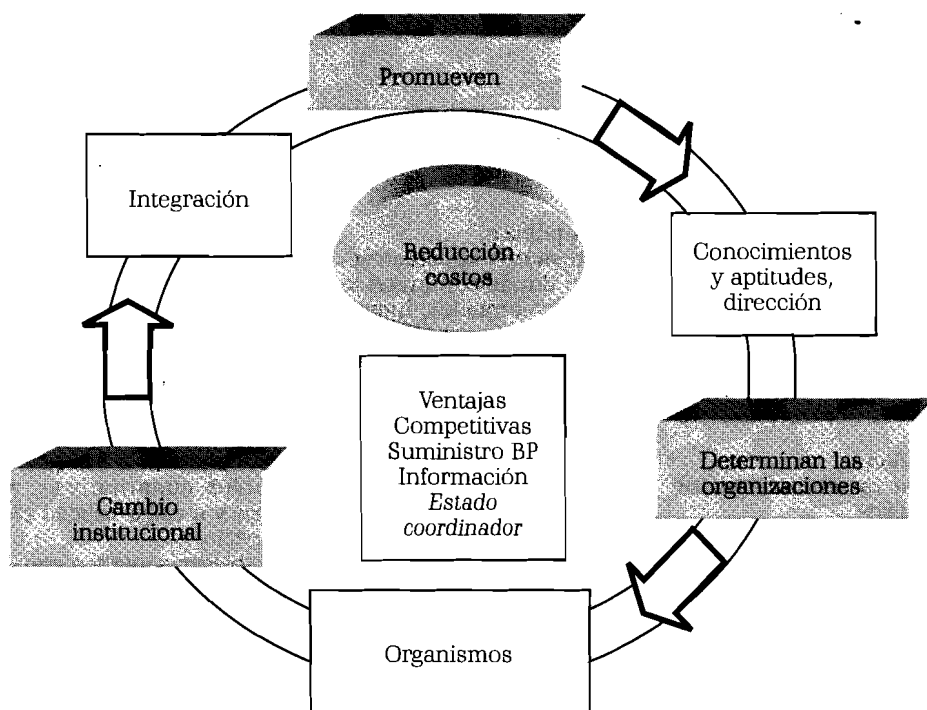 Promueven
Integración
Reducción
costos
Conocimientos
y aptitudes,
dirección
Ventajas
Competitivas
Suministro BP
Información
Estado
coordinador
Determinan las
organizaciones
Cambio
institucional
Organismos